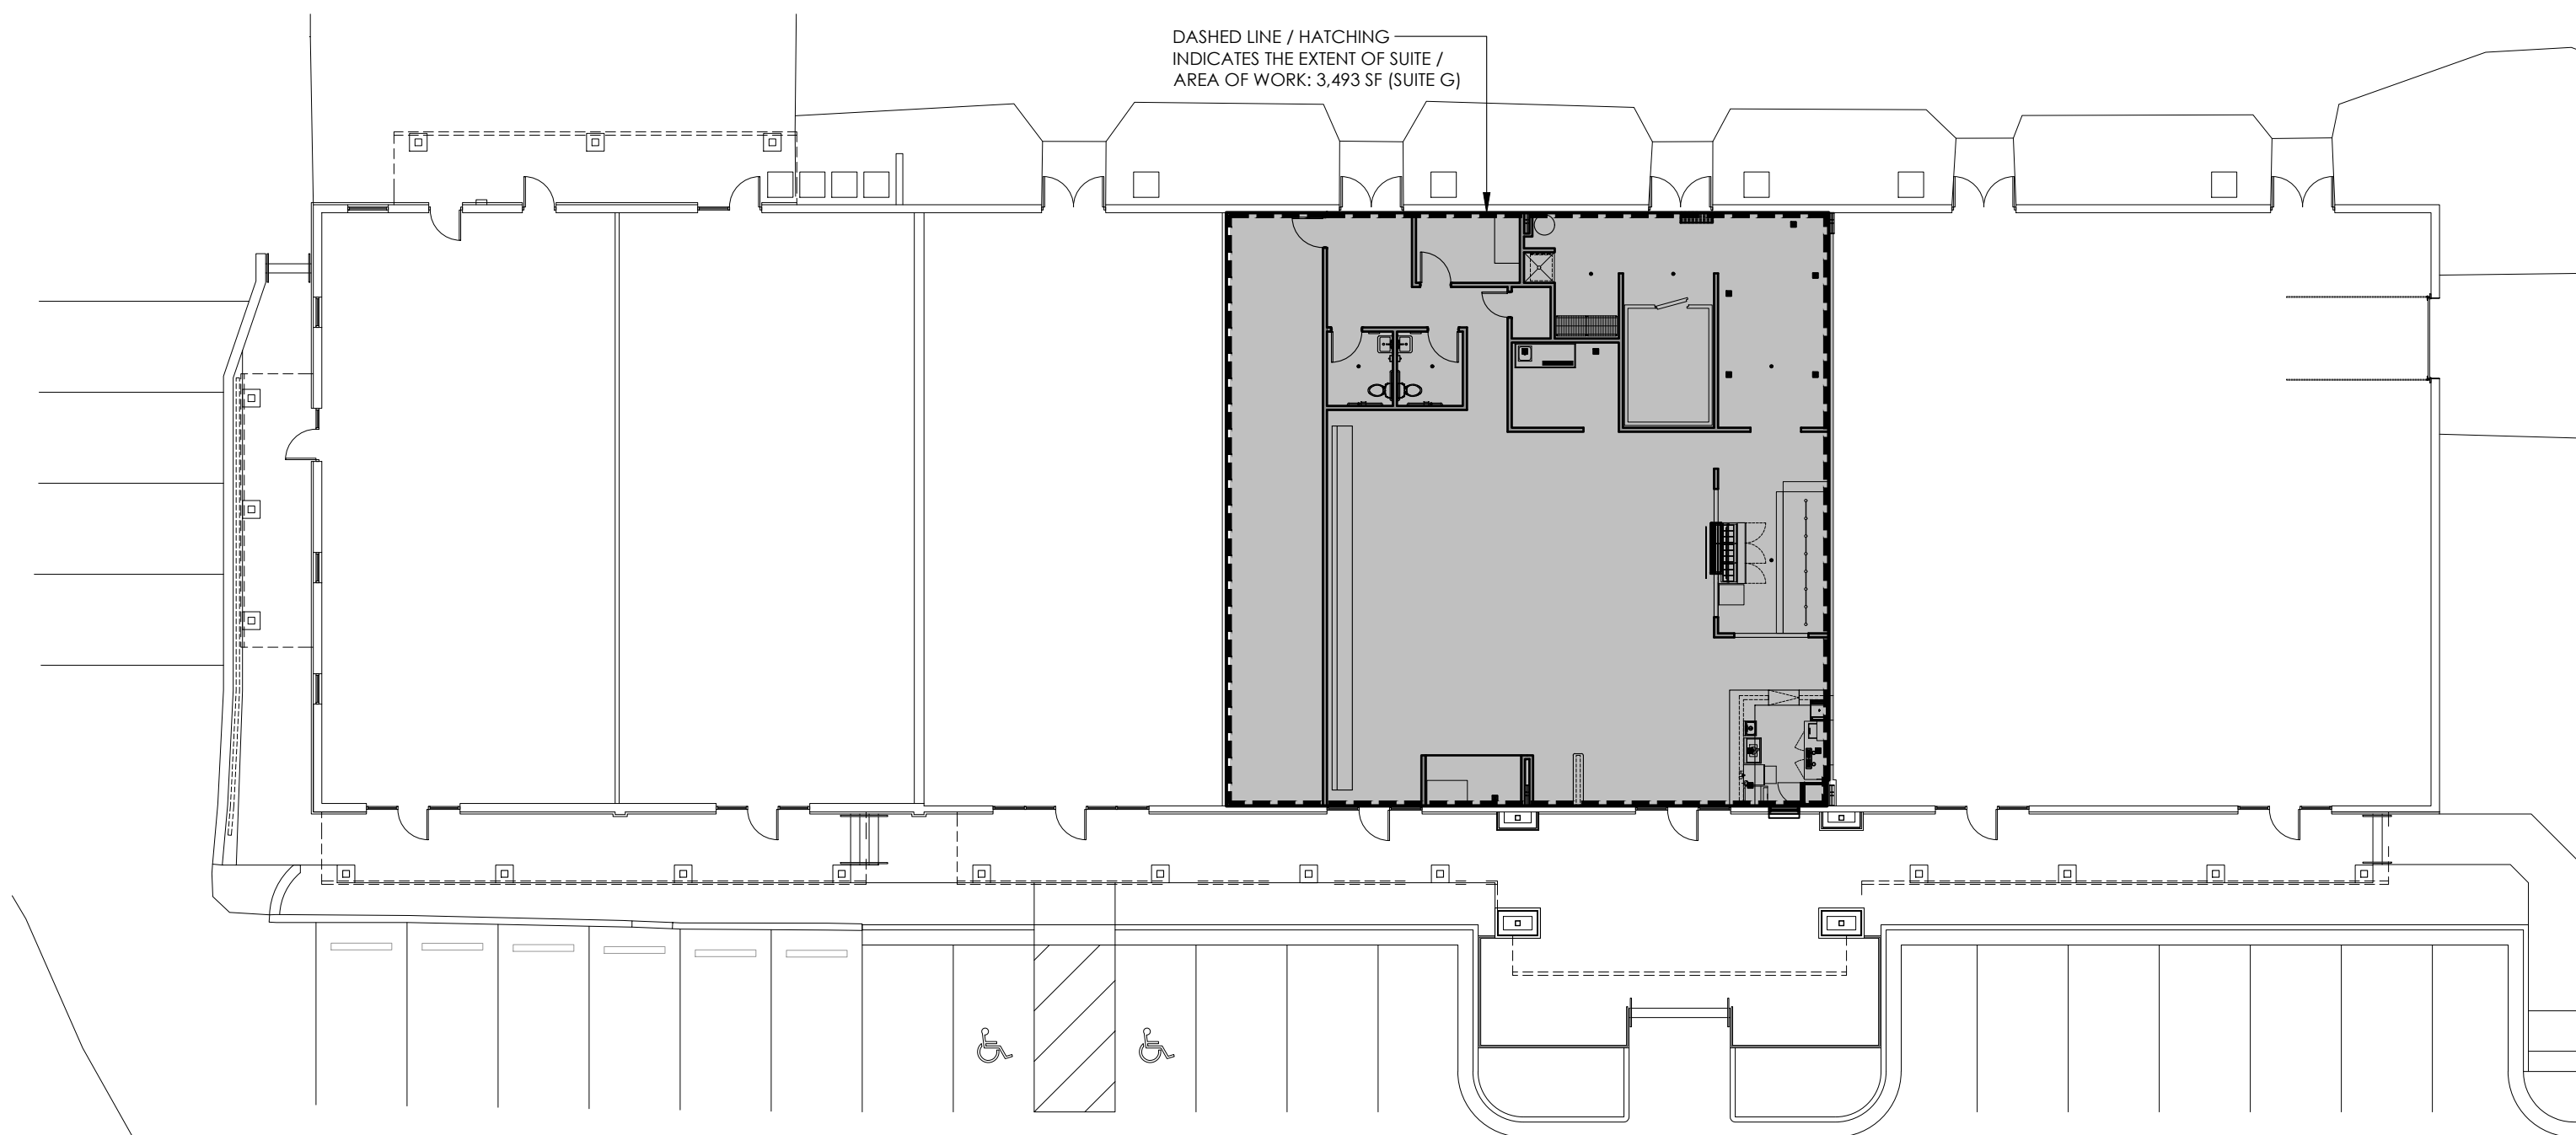 DASHED LINE / HATCHING
INDICATES THE EXTENT OF SUITE /
AREA OF WORK: 3,493 SF (SUITE G)